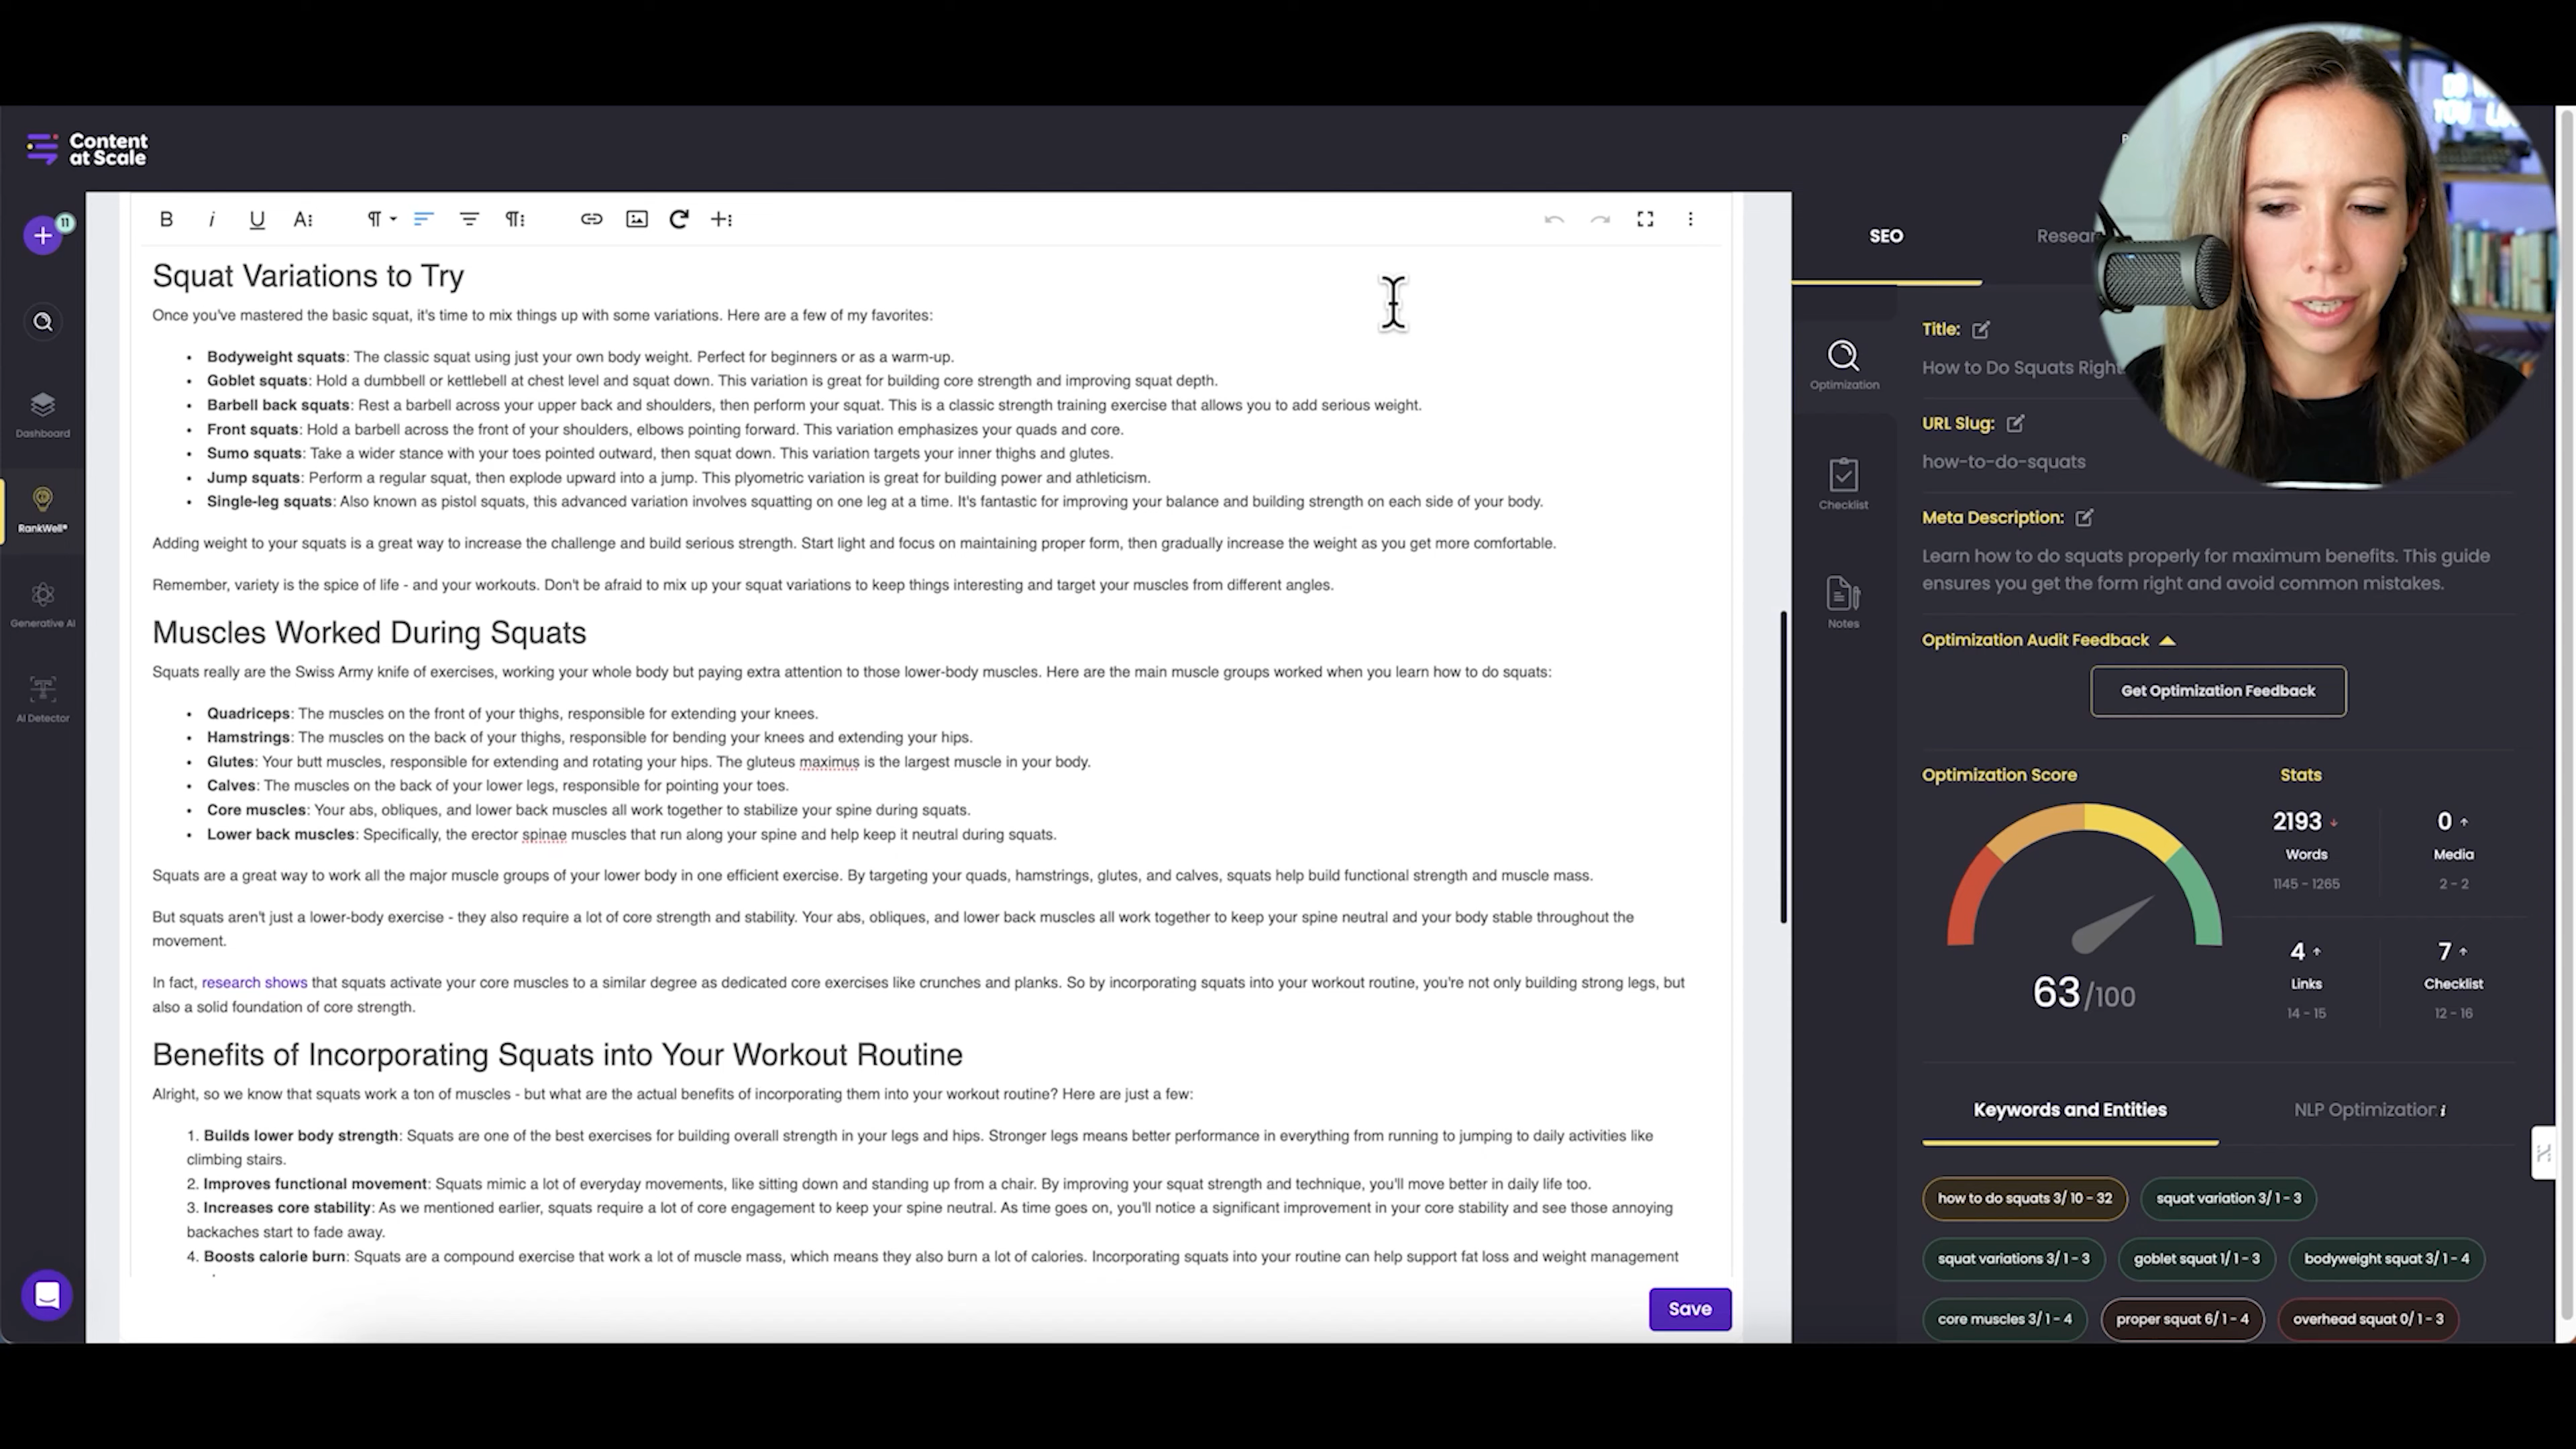 Content
at Scale
11
Dashboard
RankWell®
Generative AI
AI Detector
B i U A
Squat Variations to Try
Once you've mastered the basic squat, it's time to mix things up with some variations. Here are a few of my favorites:
• Bodyweight squats: The classic squat using just your own body weight. Perfect for beginners or as a warm-up.
• Goblet squats: Hold a dumbbell or kettlebell at chest level and squat down. This variation is great for building core strength and improving squat depth.
• Barbell back squats: Rest a barbell across your upper back and shoulders, then perform your squat. This is a classic strength training exercise that allows you to add serious weight.
• Front squats: Hold a barbell across the front of your shoulders, elbows pointing forward. This variation emphasizes your quads and core.
• Sumo squats: Take a wider stance with your toes pointed outward, then squat down. This variation targets your inner thighs and glutes.
• Jump squats: Perform a regular squat, then explode upward into a jump. This plyometric variation is great for building power and athleticism.
• Single-leg squats: Also known as pistol squats, this advanced variation involves squatting on one leg at a time. It's fantastic for improving your balance and building strength on each side of your body.
Adding weight to your squats is a great way to increase the challenge and build serious strength. Start light and focus on maintaining proper form, then gradually increase the weight as you get more comfortable.
Remember, variety is the spice of life - and your workouts. Don't be afraid to mix up your squat variations to keep things interesting and target your muscles from different angles.
Muscles Worked During Squats
Squats really are the Swiss Army knife of exercises, working your whole body but paying extra attention to those lower-body muscles. Here are the main muscle groups worked when you learn how to do squats:
• Quadriceps: The muscles on the front of your thighs, responsible for extending your knees.
• Hamstrings: The muscles on the back of your thighs, responsible for bending your knees and extending your hips.
• Glutes: Your butt muscles, responsible for extending and rotating your hips. The gluteus maximus is the largest muscle in your body.
• Calves: The muscles on the back of your lower legs, responsible for pointing your toes.
• Core muscles: Your abs, obliques, and lower back muscles all work together to stabilize your spine during squats.
• Lower back muscles: Specifically, the erector spinae muscles that run along your spine and help keep it neutral during squats.
Squats are a great way to work all the major muscle groups of your lower body in one efficient exercise. By targeting your quads, hamstrings, glutes, and calves, squats help build functional strength and muscle mass.
But squats aren't just a lower-body exercise - they also require a lot of core strength and stability. Your abs, obliques, and lower back muscles all work together to keep your spine neutral and your body stable throughout the
movement.
In fact, research shows that squats activate your core muscles to a similar degree as dedicated core exercises like crunches and planks. So by incorporating squats into your workout routine, you're not only building strong legs, but
also a solid foundation of core strength.
Benefits of Incorporating Squats into Your Workout Routine
Alright, so we know that squats work a ton of muscles - but what are the actual benefits of incorporating them into your workout routine? Here are just a few:
1. Builds lower body strength: Squats are one of the best exercises for building overall strength in your legs and hips. Stronger legs means better performance in everything from running to jumping to daily activities like
climbing stairs.
2. Improves functional movement: Squats mimic a lot of everyday movements, like sitting down and standing up from a chair. By improving your squat strength and technique, you'll move better in daily life too.
3. Increases core stability: As we mentioned earlier, squats require a lot of core engagement to keep your spine neutral. As time goes on, you'll notice a significant improvement in your core stability and see those annoying
backaches start to fade away.
4. Boosts calorie burn: Squats are a compound exercise that work a lot of muscle mass, which means they also burn a lot of calories. Incorporating squats into your routine can help support fat loss and weight management
Save
SEO
Resear
Optimization
Checklist
Notes
Title:
How to Do Squats Right
URL Slug:
how-to-do-squats
Meta Description:
Learn how to do squats properly for maximum benefits. This guide
ensures you get the form right and avoid common mistakes.
Optimization Audit Feedback
Get Optimization Feedback
Optimization Score
Stats
63/100
2193
Words
1145 - 1265
0
Media
2 - 2
4
Links
14 - 15
7
Checklist
12 - 16
Keywords and Entities
NLP Optimization
how to do squats 3/ 10 - 32
squat variation 3/ 1 - 3
squat variations 3/ 1 - 3
goblet squat 1/ 1 - 3
bodyweight squat 3/ 1 - 4
core muscles 3/ 1 - 4
proper squat 6/ 1 - 4
overhead squat 0/ 1 - 3